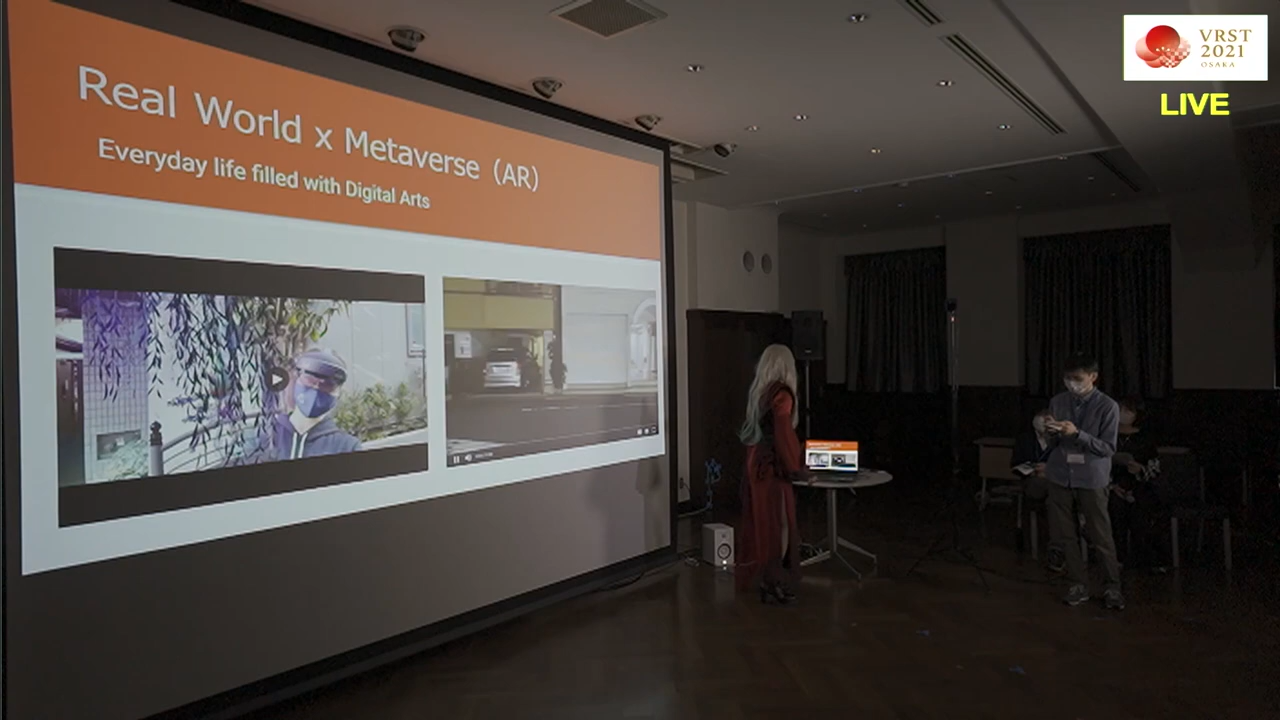 Real World x Metaverse（AR）
Everyday life filled with Digital Arts
VRST
2021
OSAKA
LIVE